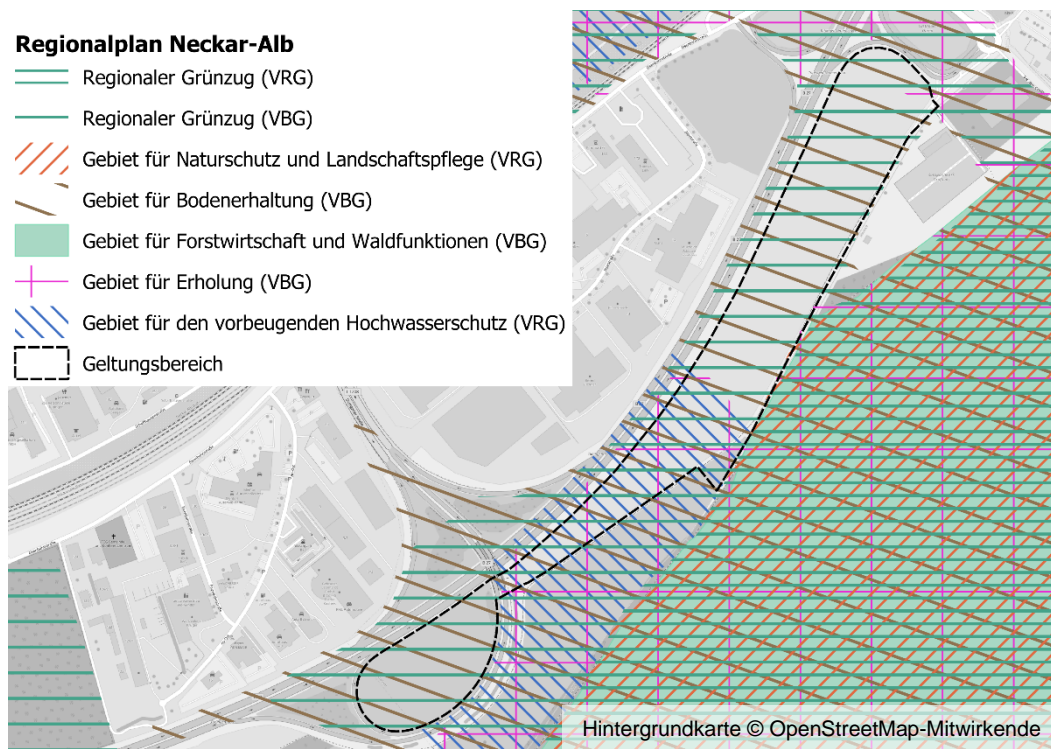 Regionalplan Neckar-Alb
Regionaler Grünzug (VRG)
Regionaler Grünzug (VBG)
Gebiet für Naturschutz und Landschaftspflege (VRG)
Gebiet für Bodenerhaltung (VBG)
Gebiet für Forstwirtschaft und Waldfunktionen (VBG)
Gebiet für Erholung (VBG)
Gebiet für den vorbeugenden Hochwasserschutz (VRG)
Geltungsbereich
Hintergrundkarte © OpenStreetMap-Mitwirkende